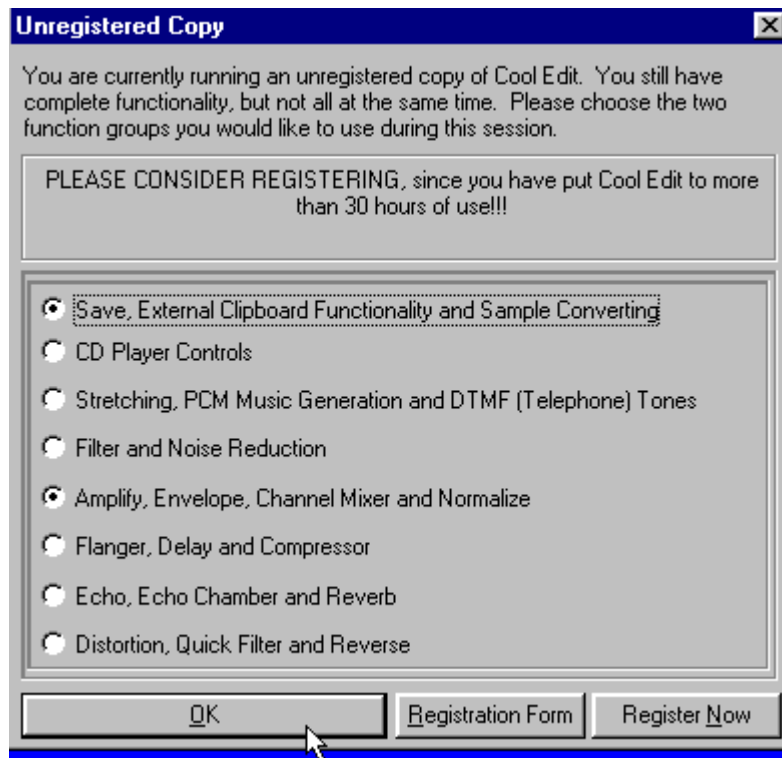 Unregistered Copy
You are currently running an unregistered copy of Cool Edit. You still have
complete functionality, but not all at the same time. Please choose the two
function groups you would like to use during this session.
PLEASE CONSIDER REGISTERING, since you have put Cool Edit to more
than 30 hours of use!!!
Save, External Clipboard Functionality and Sample Converting
CD Player Controls
Stretching, PCM Music Generation and DTMF (Telephone) Tones
Filter and Noise Reduction
Amplify, Envelope, Channel Mixer and Normalize
Flanger, Delay and Compressor
Echo, Echo Chamber and Reverb
Distortion, Quick Filter and Reverse
OK Registration Form Register Now